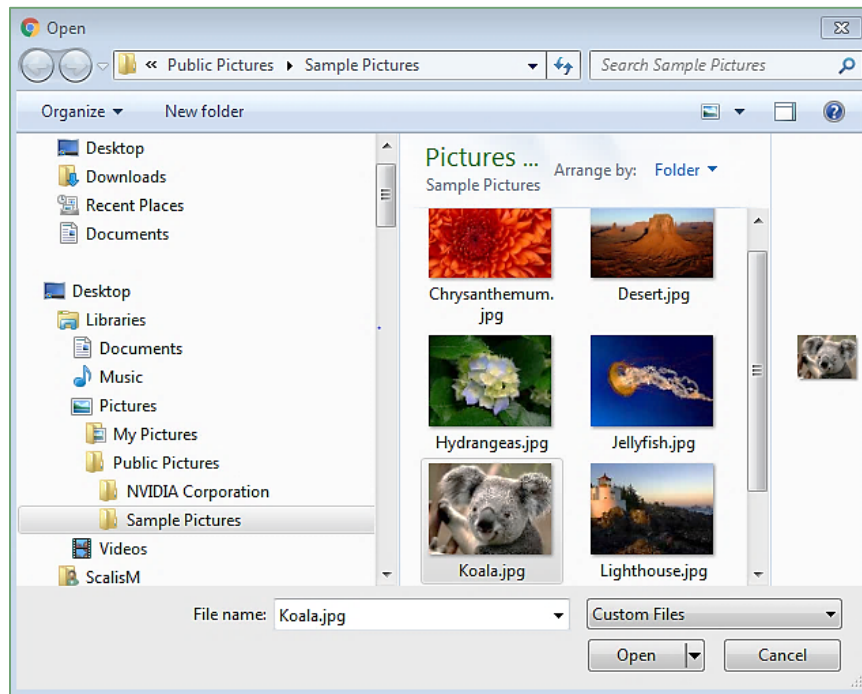 Open
« Public Pictures ▸ Sample Pictures
Search Sample Pictures
Organize
New folder
Desktop
Downloads
Recent Places
Documents
Desktop
Libraries
Documents
Music
Pictures
My Pictures
Public Pictures
NVIDIA Corporation
Sample Pictures
Videos
ScalisM
Pictures ...
Sample Pictures
Arrange by: Folder
Chrysanthemum.
jpg
Desert.jpg
Hydrangeas.jpg
Jellyfish.jpg
Koala.jpg
Lighthouse.jpg
File name: Koala.jpg
Custom Files
Open
Cancel